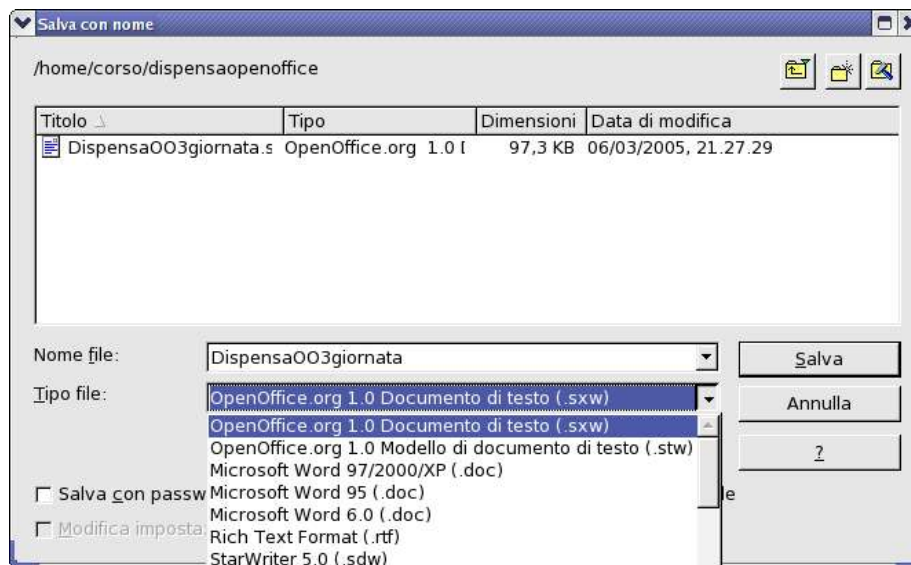 Salva con nome
/home/corso/dispensaopenoffice
Titolo Tipo Dimensioni Data di modifica
DispensaOO3giornata.s OpenOffice.org 1.0 [ 97,3 KB 06/03/2005, 21.27.29
Nome file: DispensaOO3giornata Salva
Tipo file: OpenOffice.org 1.0 Documento di testo (.sxw) Annulla
OpenOffice.org 1.0 Documento di testo (.sxw)
OpenOffice.org 1.0 Modello di documento di testo (.stw) ?
Microsoft Word 97/2000/XP (.doc)
Salva con passw Microsoft Word 95 (.doc) le
Microsoft Word 6.0 (.doc)
Modifica imposta Rich Text Format (.rtf)
StarWriter 5.0 (.sdw)